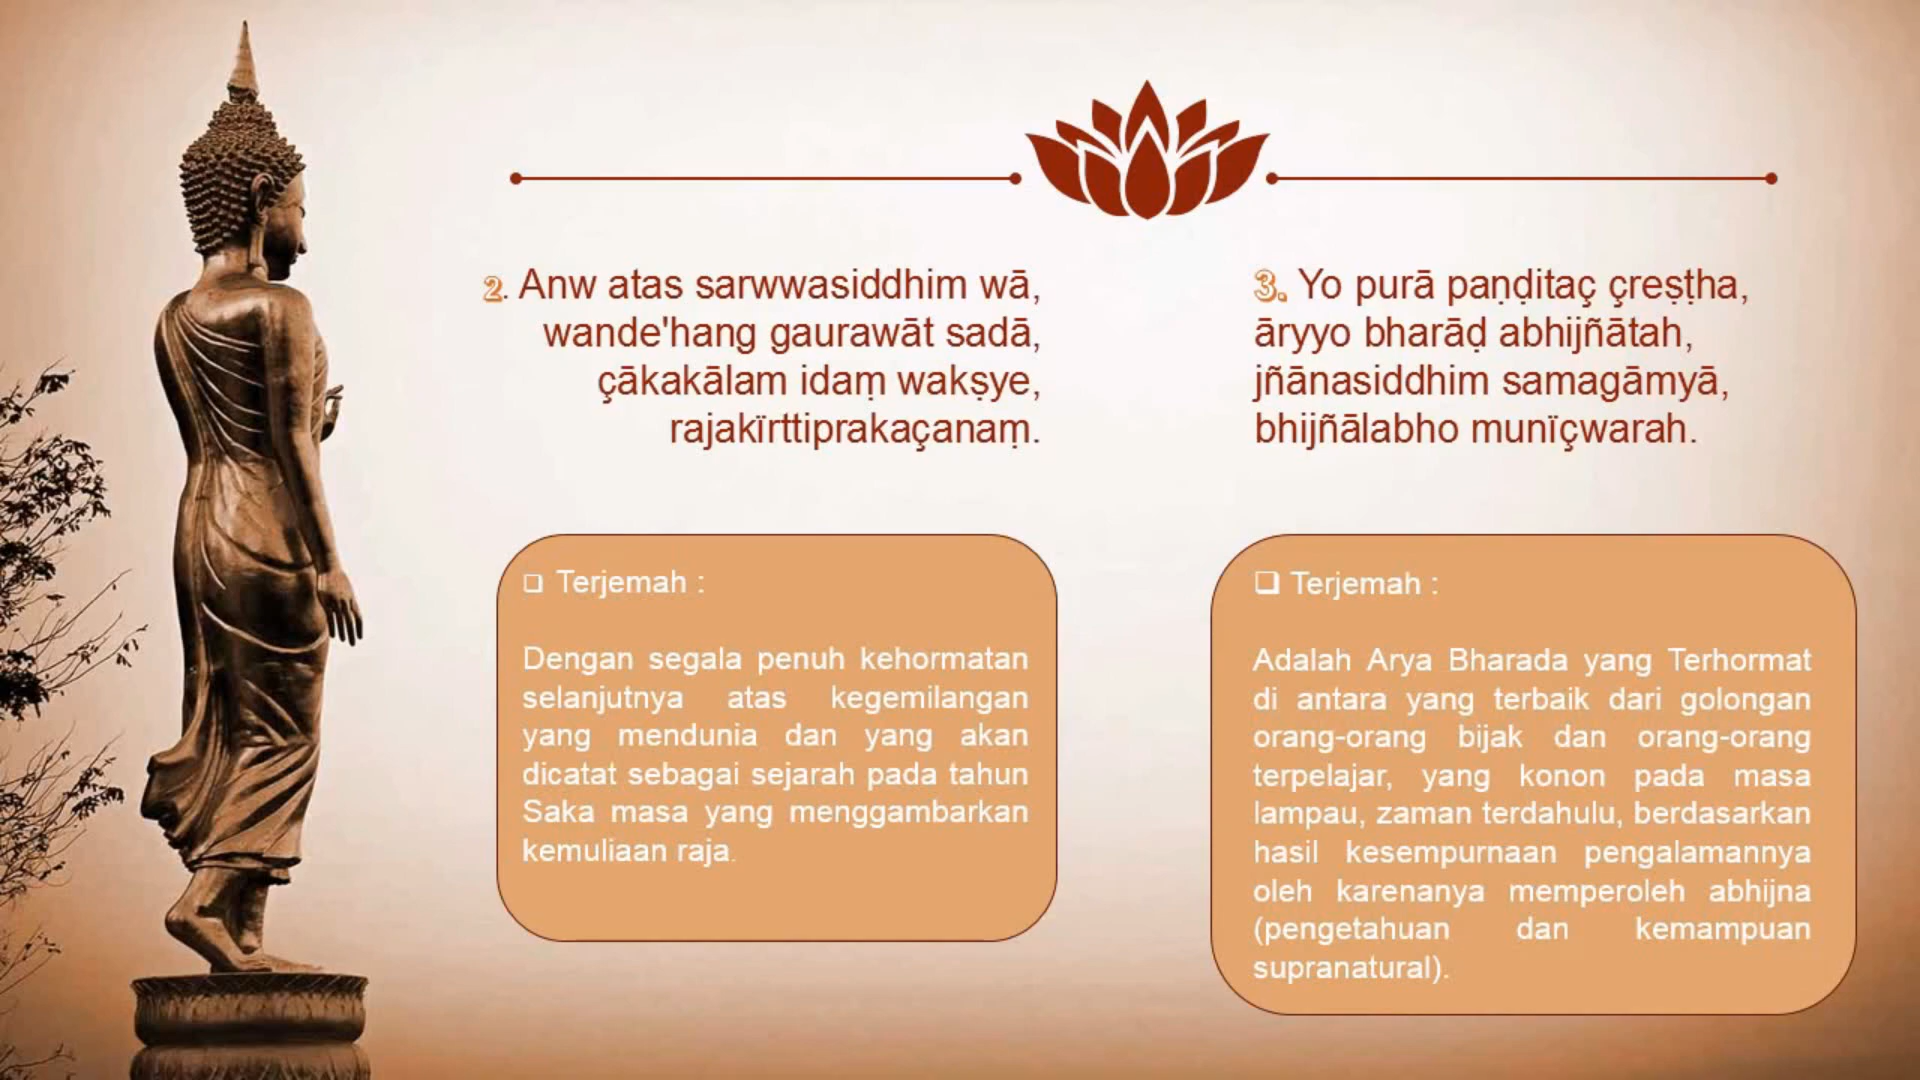 2. Anw atas sarwwasiddhim wā,
wande'hang gaurawāt sadā,
çākakālam idaṃ wakṣye,
rajakïrttiprakaçanaṃ.
❑ Terjemah :
Dengan segala penuh kehormatan
selanjutnya atas kegemilangan
yang mendunia dan yang akan
dicatat sebagai sejarah pada tahun
Saka masa yang menggambarkan
kemuliaan raja.
3. Yo purā paṇḍitaç çreṣṭha,
āryyo bharāḍ abhijñātah,
jñānasiddhim samagāmyā,
bhijñālabho munïçwarah.
❑ Terjemah :
Adalah Arya Bharada yang Terhormat
di antara yang terbaik dari golongan
orang-orang bijak dan orang-orang
terpelajar, yang konon pada masa
lampau, zaman terdahulu, berdasarkan
hasil kesempurnaan pengalamannya
oleh karenanya memperoleh abhijna
(pengetahuan dan kemampuan
supranatural).